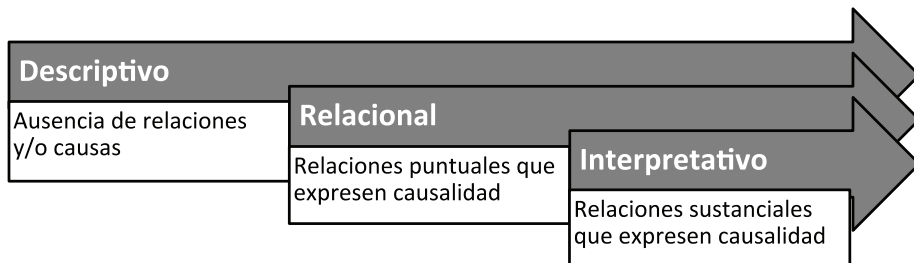 Descriptivo
Ausencia de relaciones
y/o causas
Relacional
Relaciones puntuales que
expresen causalidad
Interpretativo
Relaciones sustanciales
que expresen causalidad